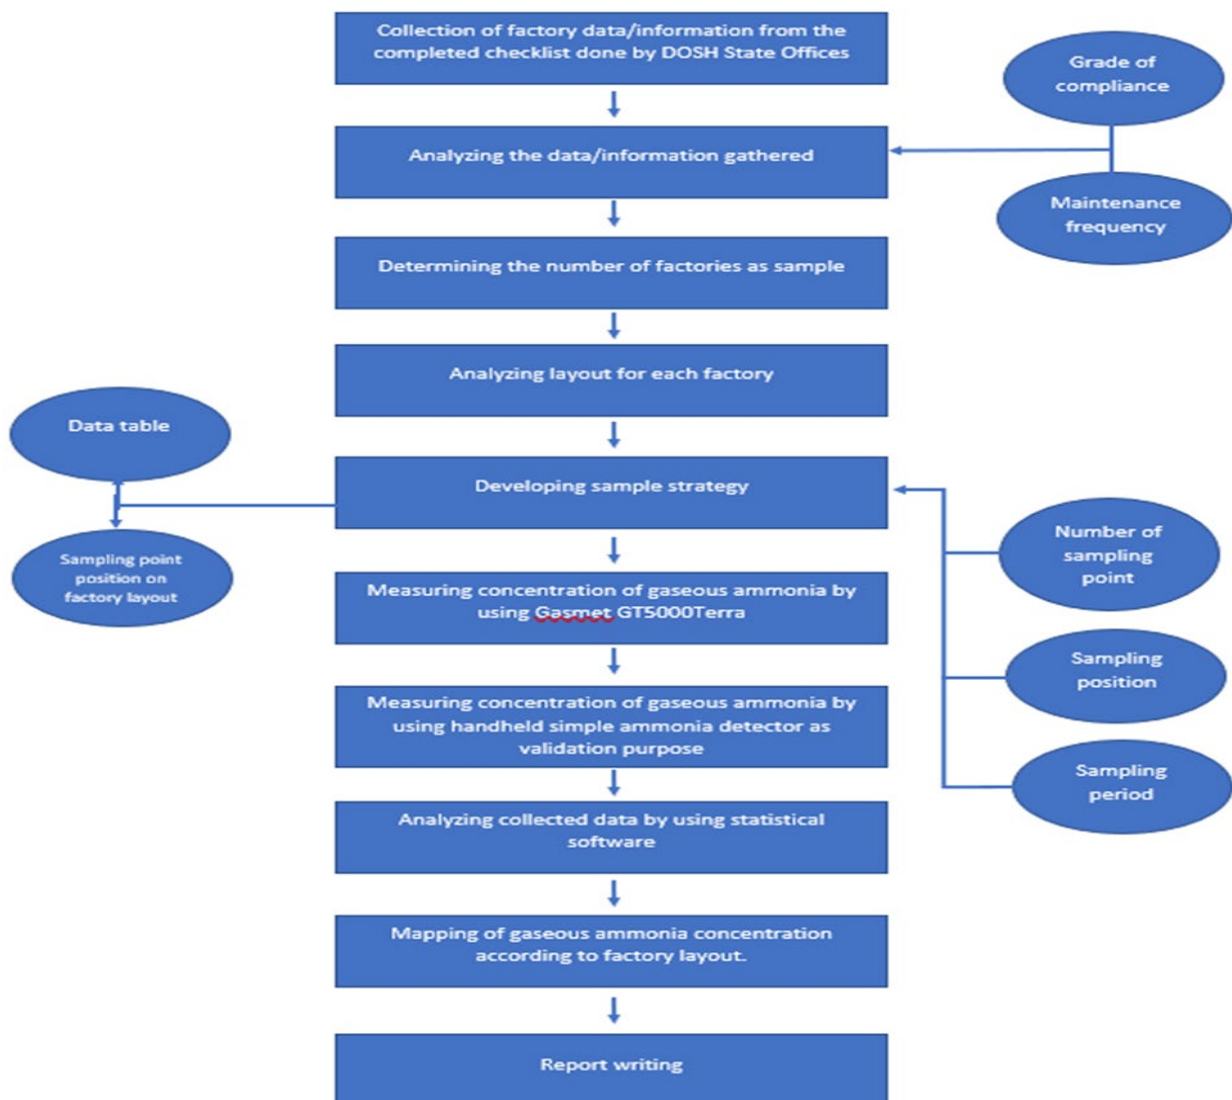 Collection of factory data/information from the
completed checklist done by DOSH State Offices
Grade of
compliance
Analyzing the data/information gathered
Maintenance
frequency
Determining the number of factories as sample
Analyzing layout for each factory
Data table
Developing sample strategy
Number of
sampling
point
Sampling point
position on
factory layout
Measuring concentration of gaseous ammonia by
using Gasmet GT5000Terra
Sampling
position
Measuring concentration of gaseous ammonia by
using handheld simple ammonia detector as
validation purpose
Sampling
period
Analyzing collected data by using statistical
software
Mapping of gaseous ammonia concentration
according to factory layout.
Report writing